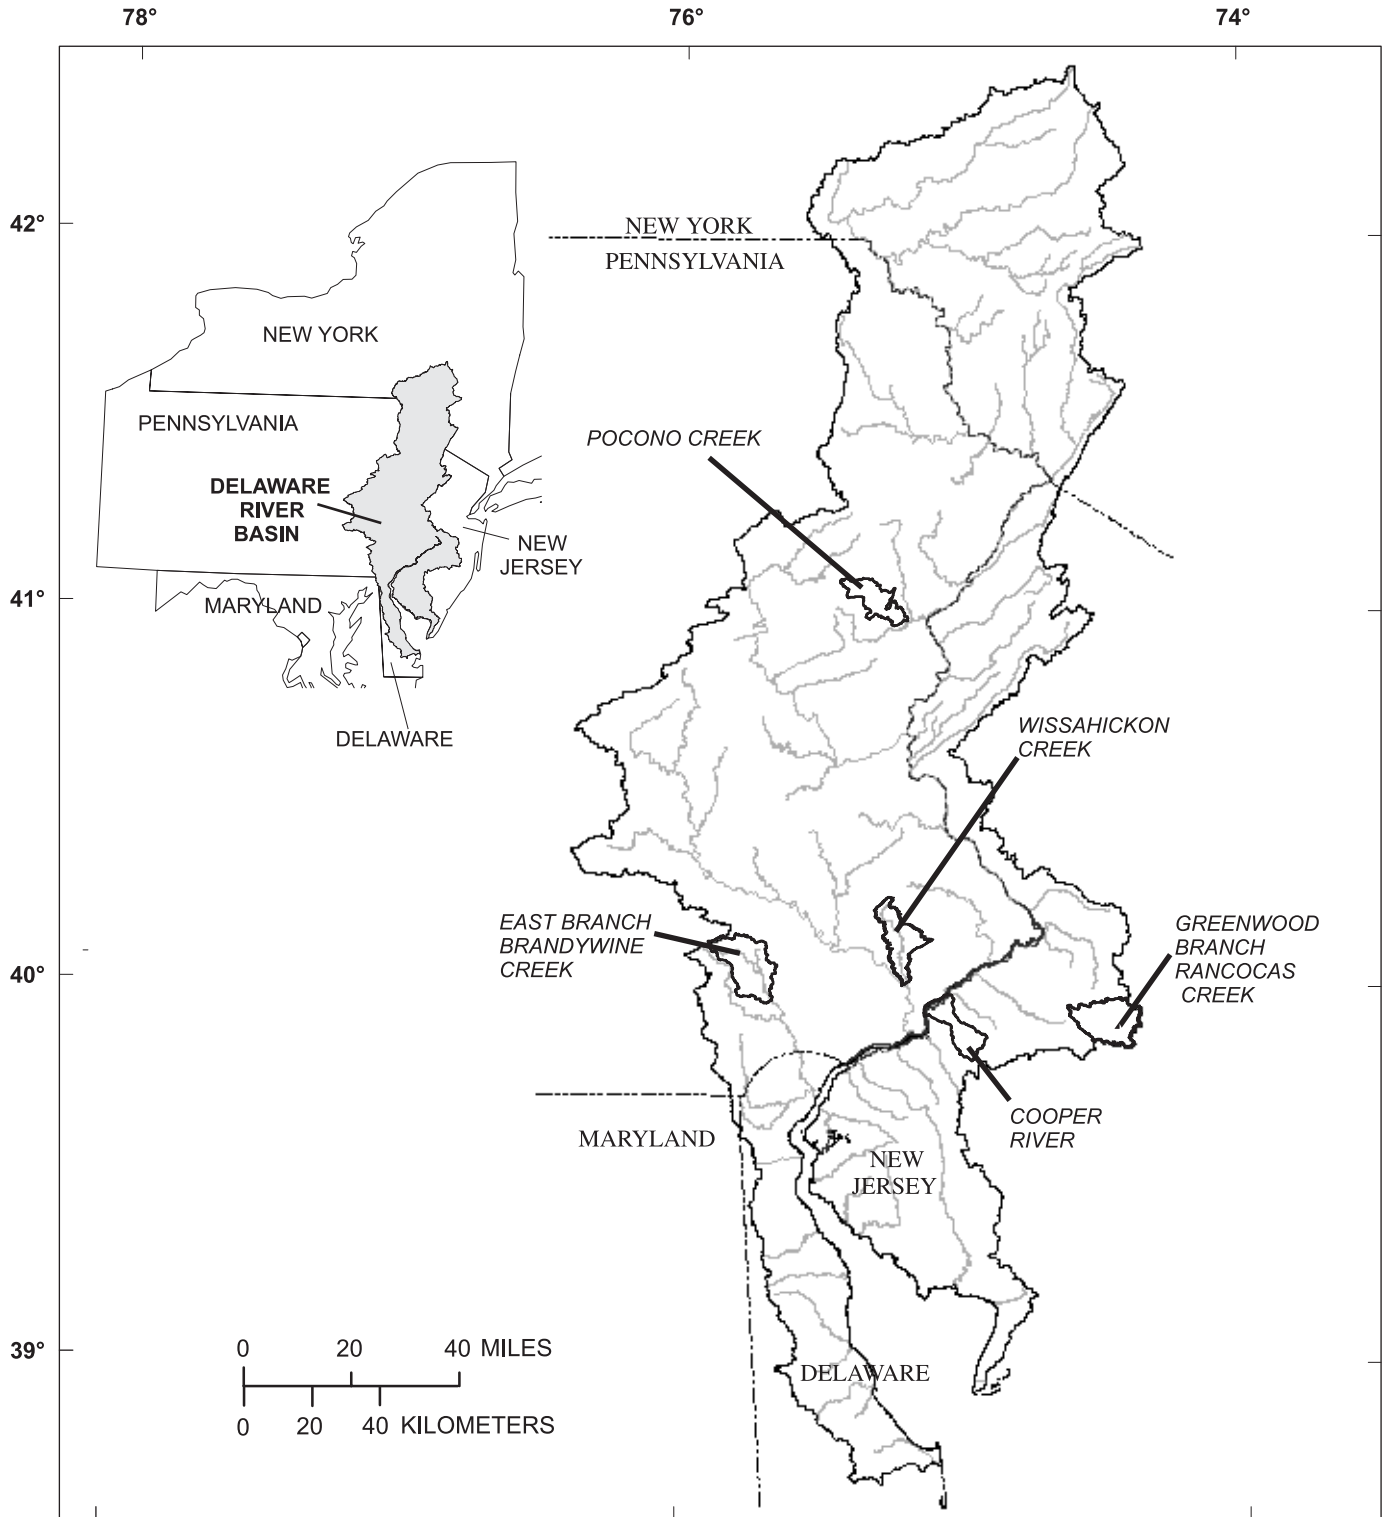 78°
76°
74°
42°
41°
40°
39°
NEW YORK
PENNSYLVANIA
NEW YORK
PENNSYLVANIA
DELAWARE
RIVER
BASIN
NEW
JERSEY
MARYLAND
DELAWARE
POCONO CREEK
WISSAHICKON
CREEK
EAST BRANCH
BRANDYWINE
CREEK
GREENWOOD
BRANCH
RANCOCAS
CREEK
COOPER
RIVER
MARYLAND
NEW
JERSEY
DELAWARE
0 20 40 MILES
0 20 40 KILOMETERS